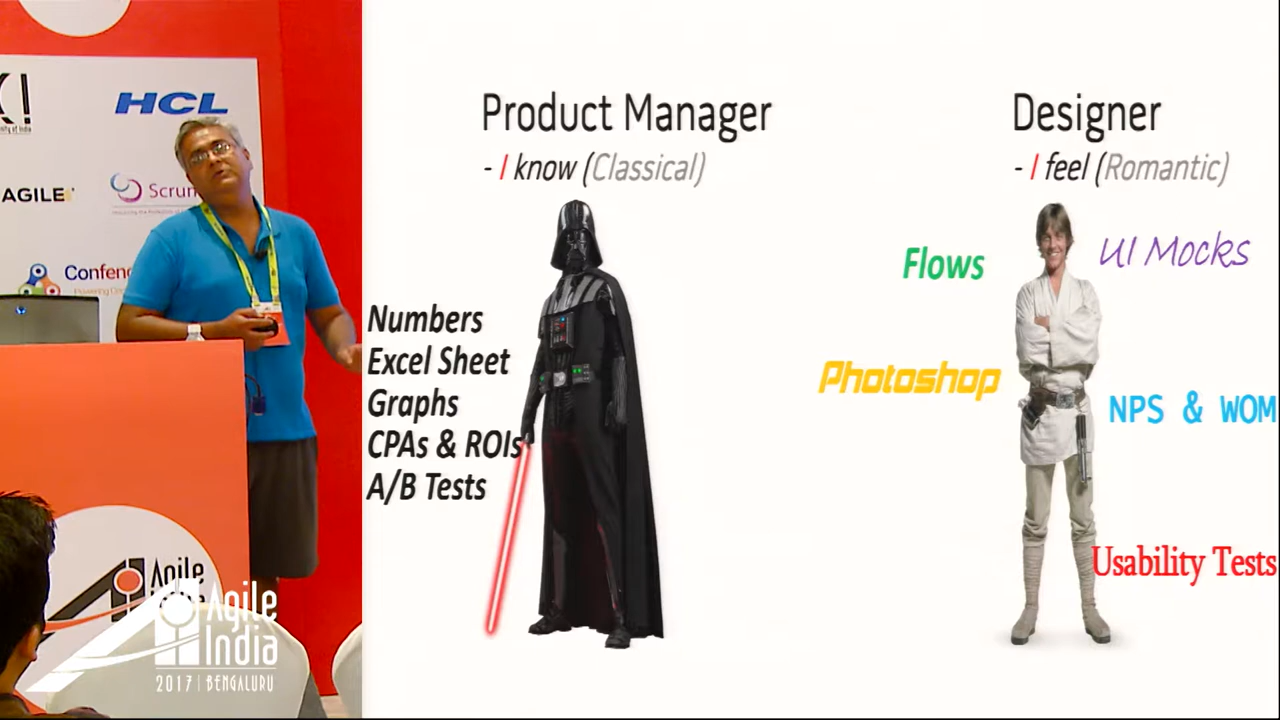 HCL
AGILE
Product Manager
- I know (Classical)
Numbers
Excel Sheet
Graphs
CPAs & ROIs
A/B Tests
Designer
- I feel (Romantic)
Flows
UI Mocks
Photoshop
NPS & WOM
Usability Tests
Agile
Agile
India
2017 | BENGALURU